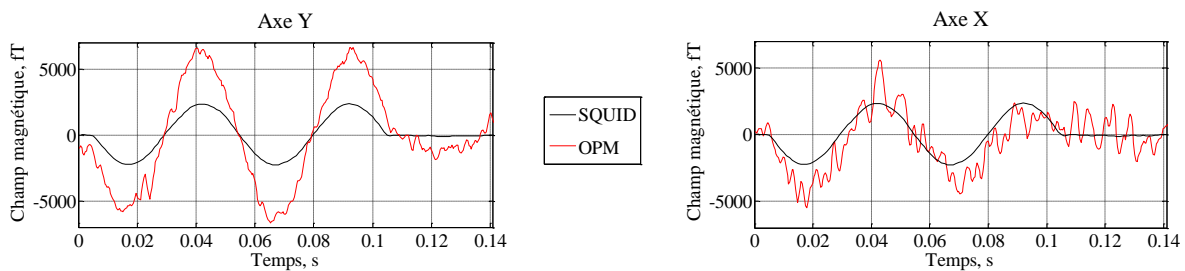 Axe Y
Champ magnétique, fT
5000
0
-5000
0 0.02 0.04 0.06 0.08 0.1 0.12 0.14
Temps, s
SQUID
OPM
Axe X
Champ magnétique, fT
5000
0
-5000
0 0.02 0.04 0.06 0.08 0.1 0.12 0.14
Temps, s